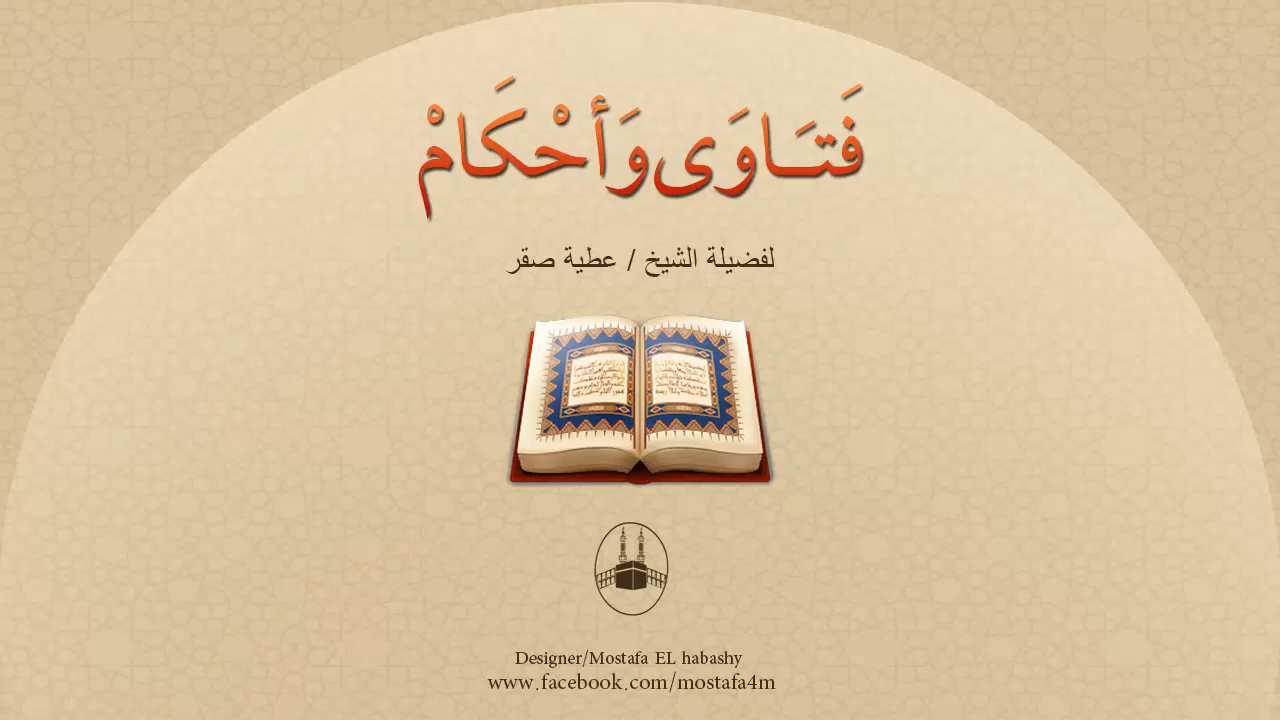 فَتَاوَى وَأَحْكَامْ
لفضيلة الشيخ / عطية صقر
Designer/Mostafa EL habashy
www.facebook.com/mostafa4m